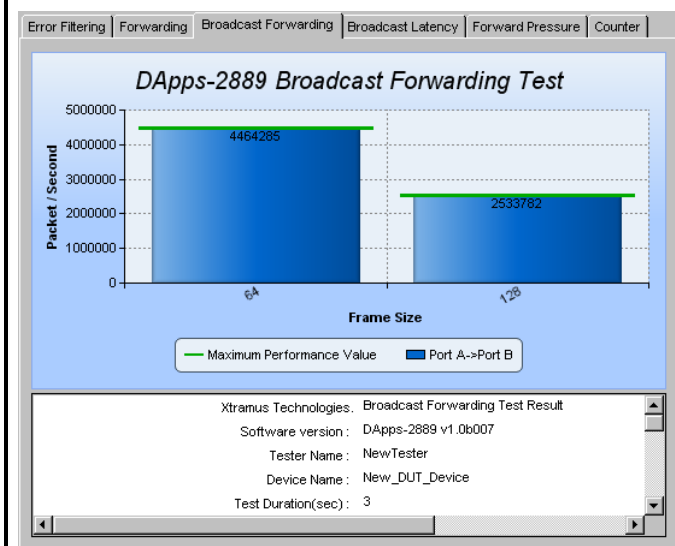 Error Filtering Forwarding Broadcast Forwarding Broadcast Latency Forward Pressure Counter
DApps-2889 Broadcast Forwarding Test
Packet / Second
5000000
4000000
3000000
2000000
1000000
0
4464285
2533782
64 128
Frame Size
Maximum Performance Value Port A->Port B
Xtramus Technologies. Broadcast Forwarding Test Result
Software version : DApps-2889 v1.0b007
Tester Name : NewTester
Device Name : New_DUT_Device
Test Duration(sec) : 3